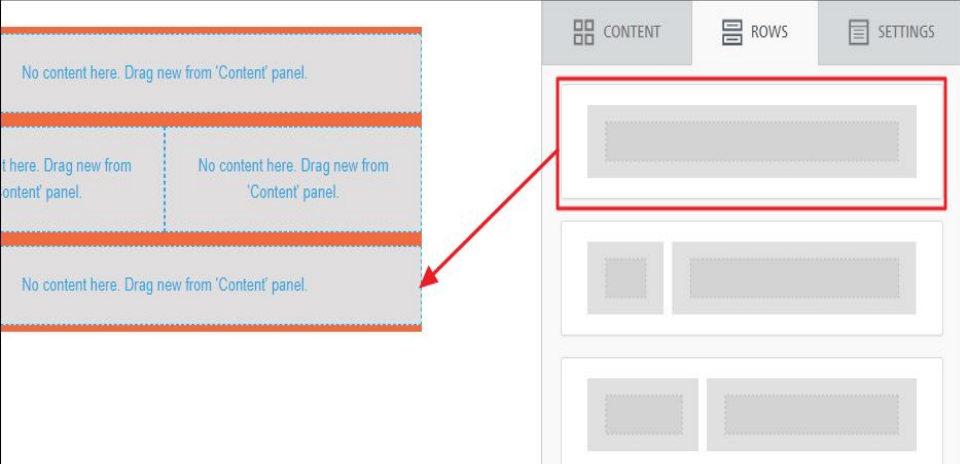 CONTENT
ROWS
SETTINGS
No content here. Drag new from 'Content' panel.
t here. Drag new from
ontent' panel.
No content here. Drag new from
'Content' panel.
No content here. Drag new from 'Content' panel.